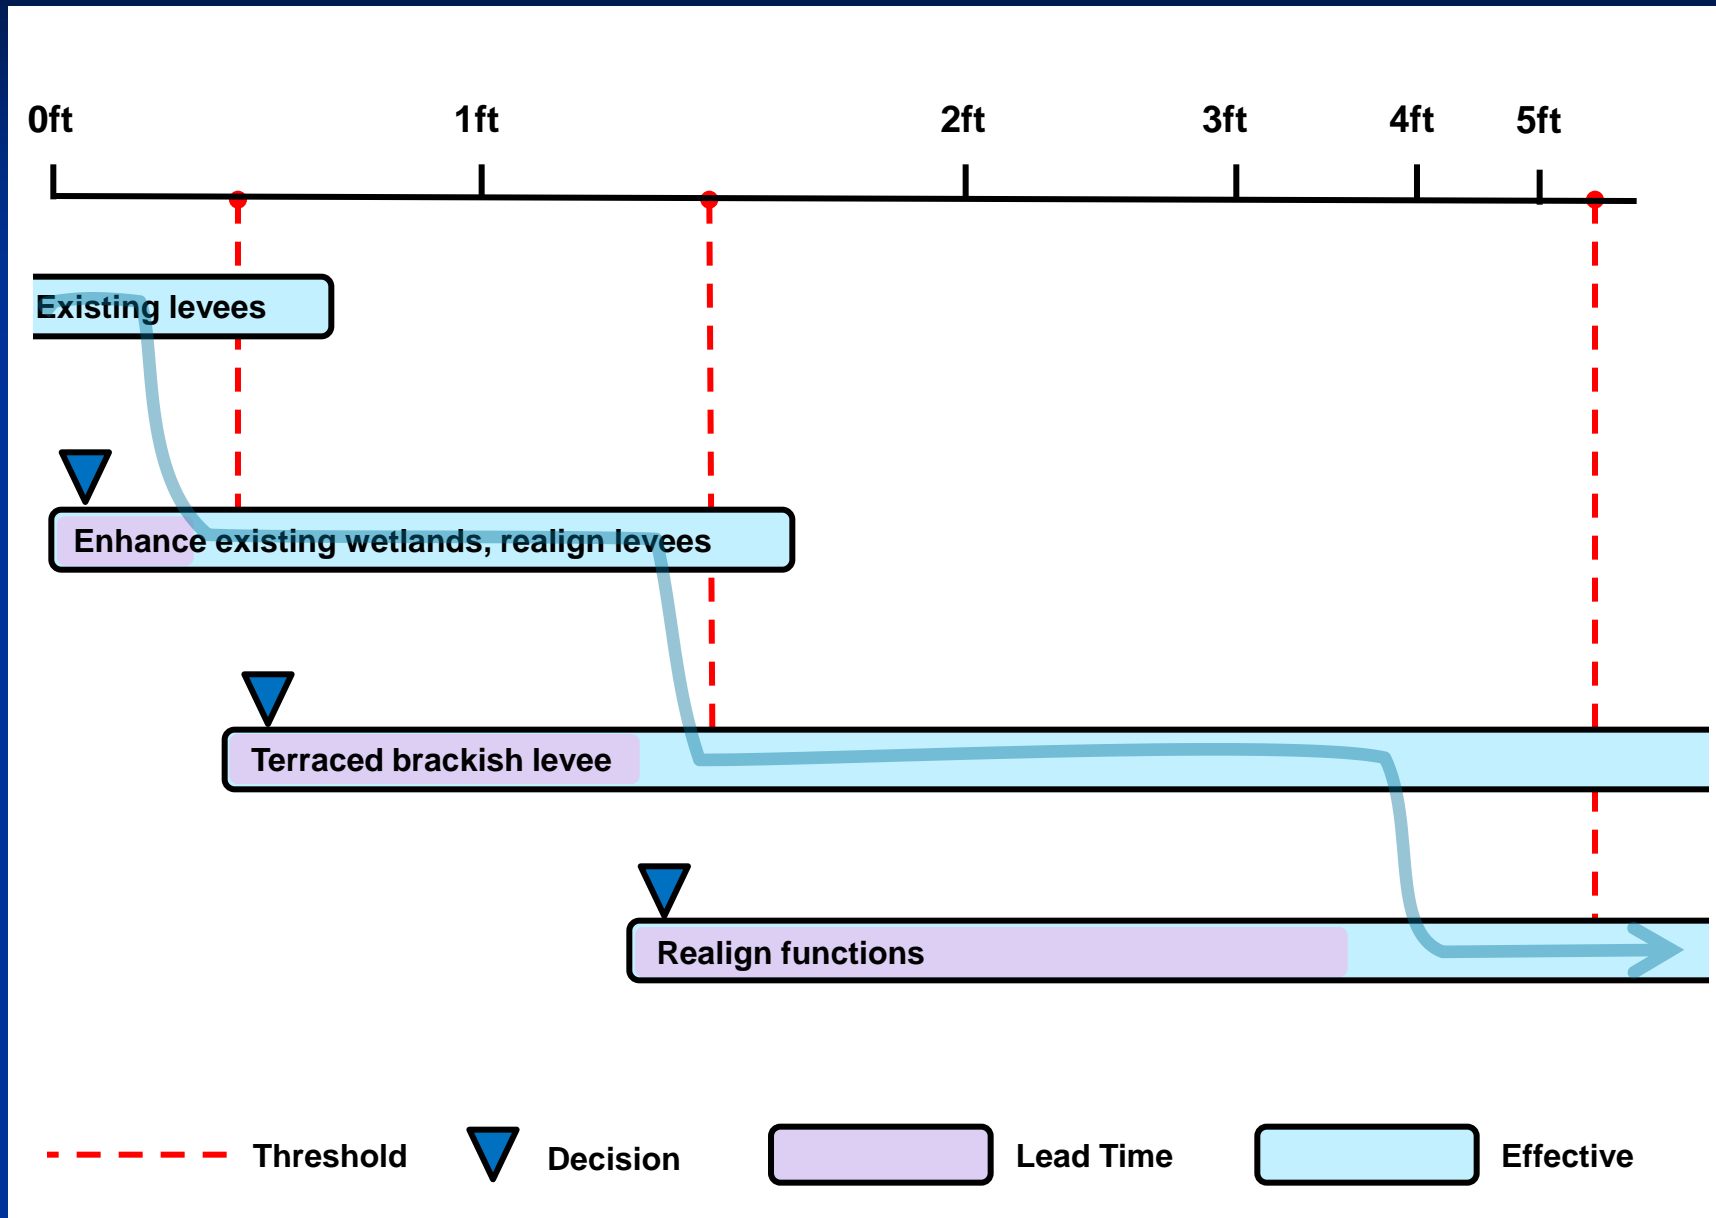 0ft 1ft 2ft 3ft 4ft 5ft
Existing levees
Enhance existing wetlands, realign levees
Terraced brackish levee
Realign functions
Threshold Decision Lead Time Effective